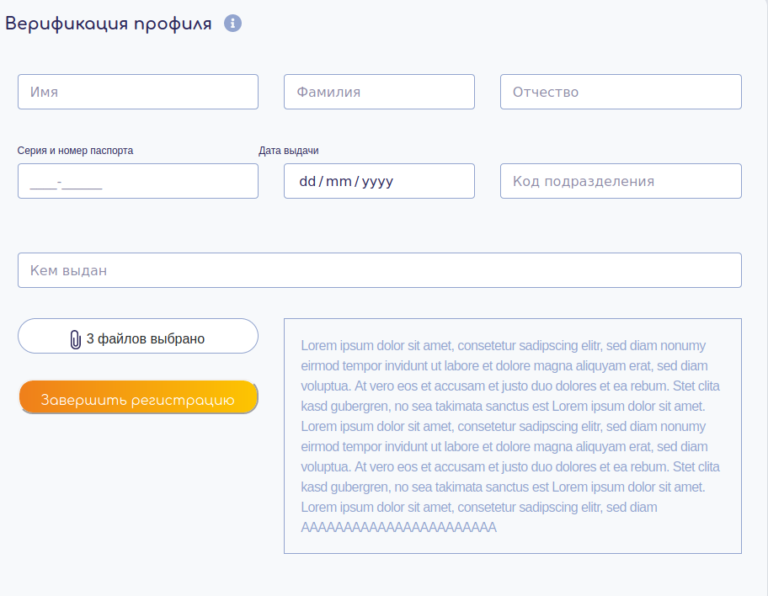 Верификация профиля
Имя
Фамилия
Отчество
Серия и номер паспорта
Дата выдачи
____-______
dd/mm/yyyy
Код подразделения
Кем выдан
3 файлов выбрано
Завершить регистрацию
Lorem ipsum dolor sit amet, consetetur sadipscing elitr, sed diam nonumy
eirmod tempor invidunt ut labore et dolore magna aliquyam erat, sed diam
voluptua. At vero eos et accusam et justo duo dolores et ea rebum. Stet clita
kasd gubergren, no sea takimata sanctus est Lorem ipsum dolor sit amet.
Lorem ipsum dolor sit amet, consetetur sadipscing elitr, sed diam nonumy
eirmod tempor invidunt ut labore et dolore magna aliquyam erat, sed diam
voluptua. At vero eos et accusam et justo duo dolores et ea rebum. Stet clita
kasd gubergren, no sea takimata sanctus est Lorem ipsum dolor sit amet.
Lorem ipsum dolor sit amet, consetetur sadipscing elitr, sed diam
AAAAAAAAAAAAAAAAAAAAAAA